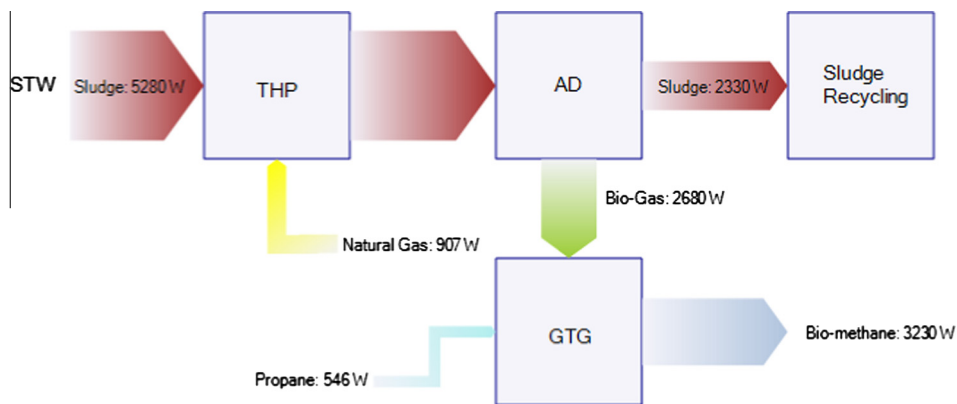 STW
Sludge: 5280 W
THP
AD
Sludge: 2330 W
Sludge
Recycling
Bio-Gas: 2680 W
Natural Gas: 907 W
GTG
Bio-methane: 3230 W
Propane: 546 W